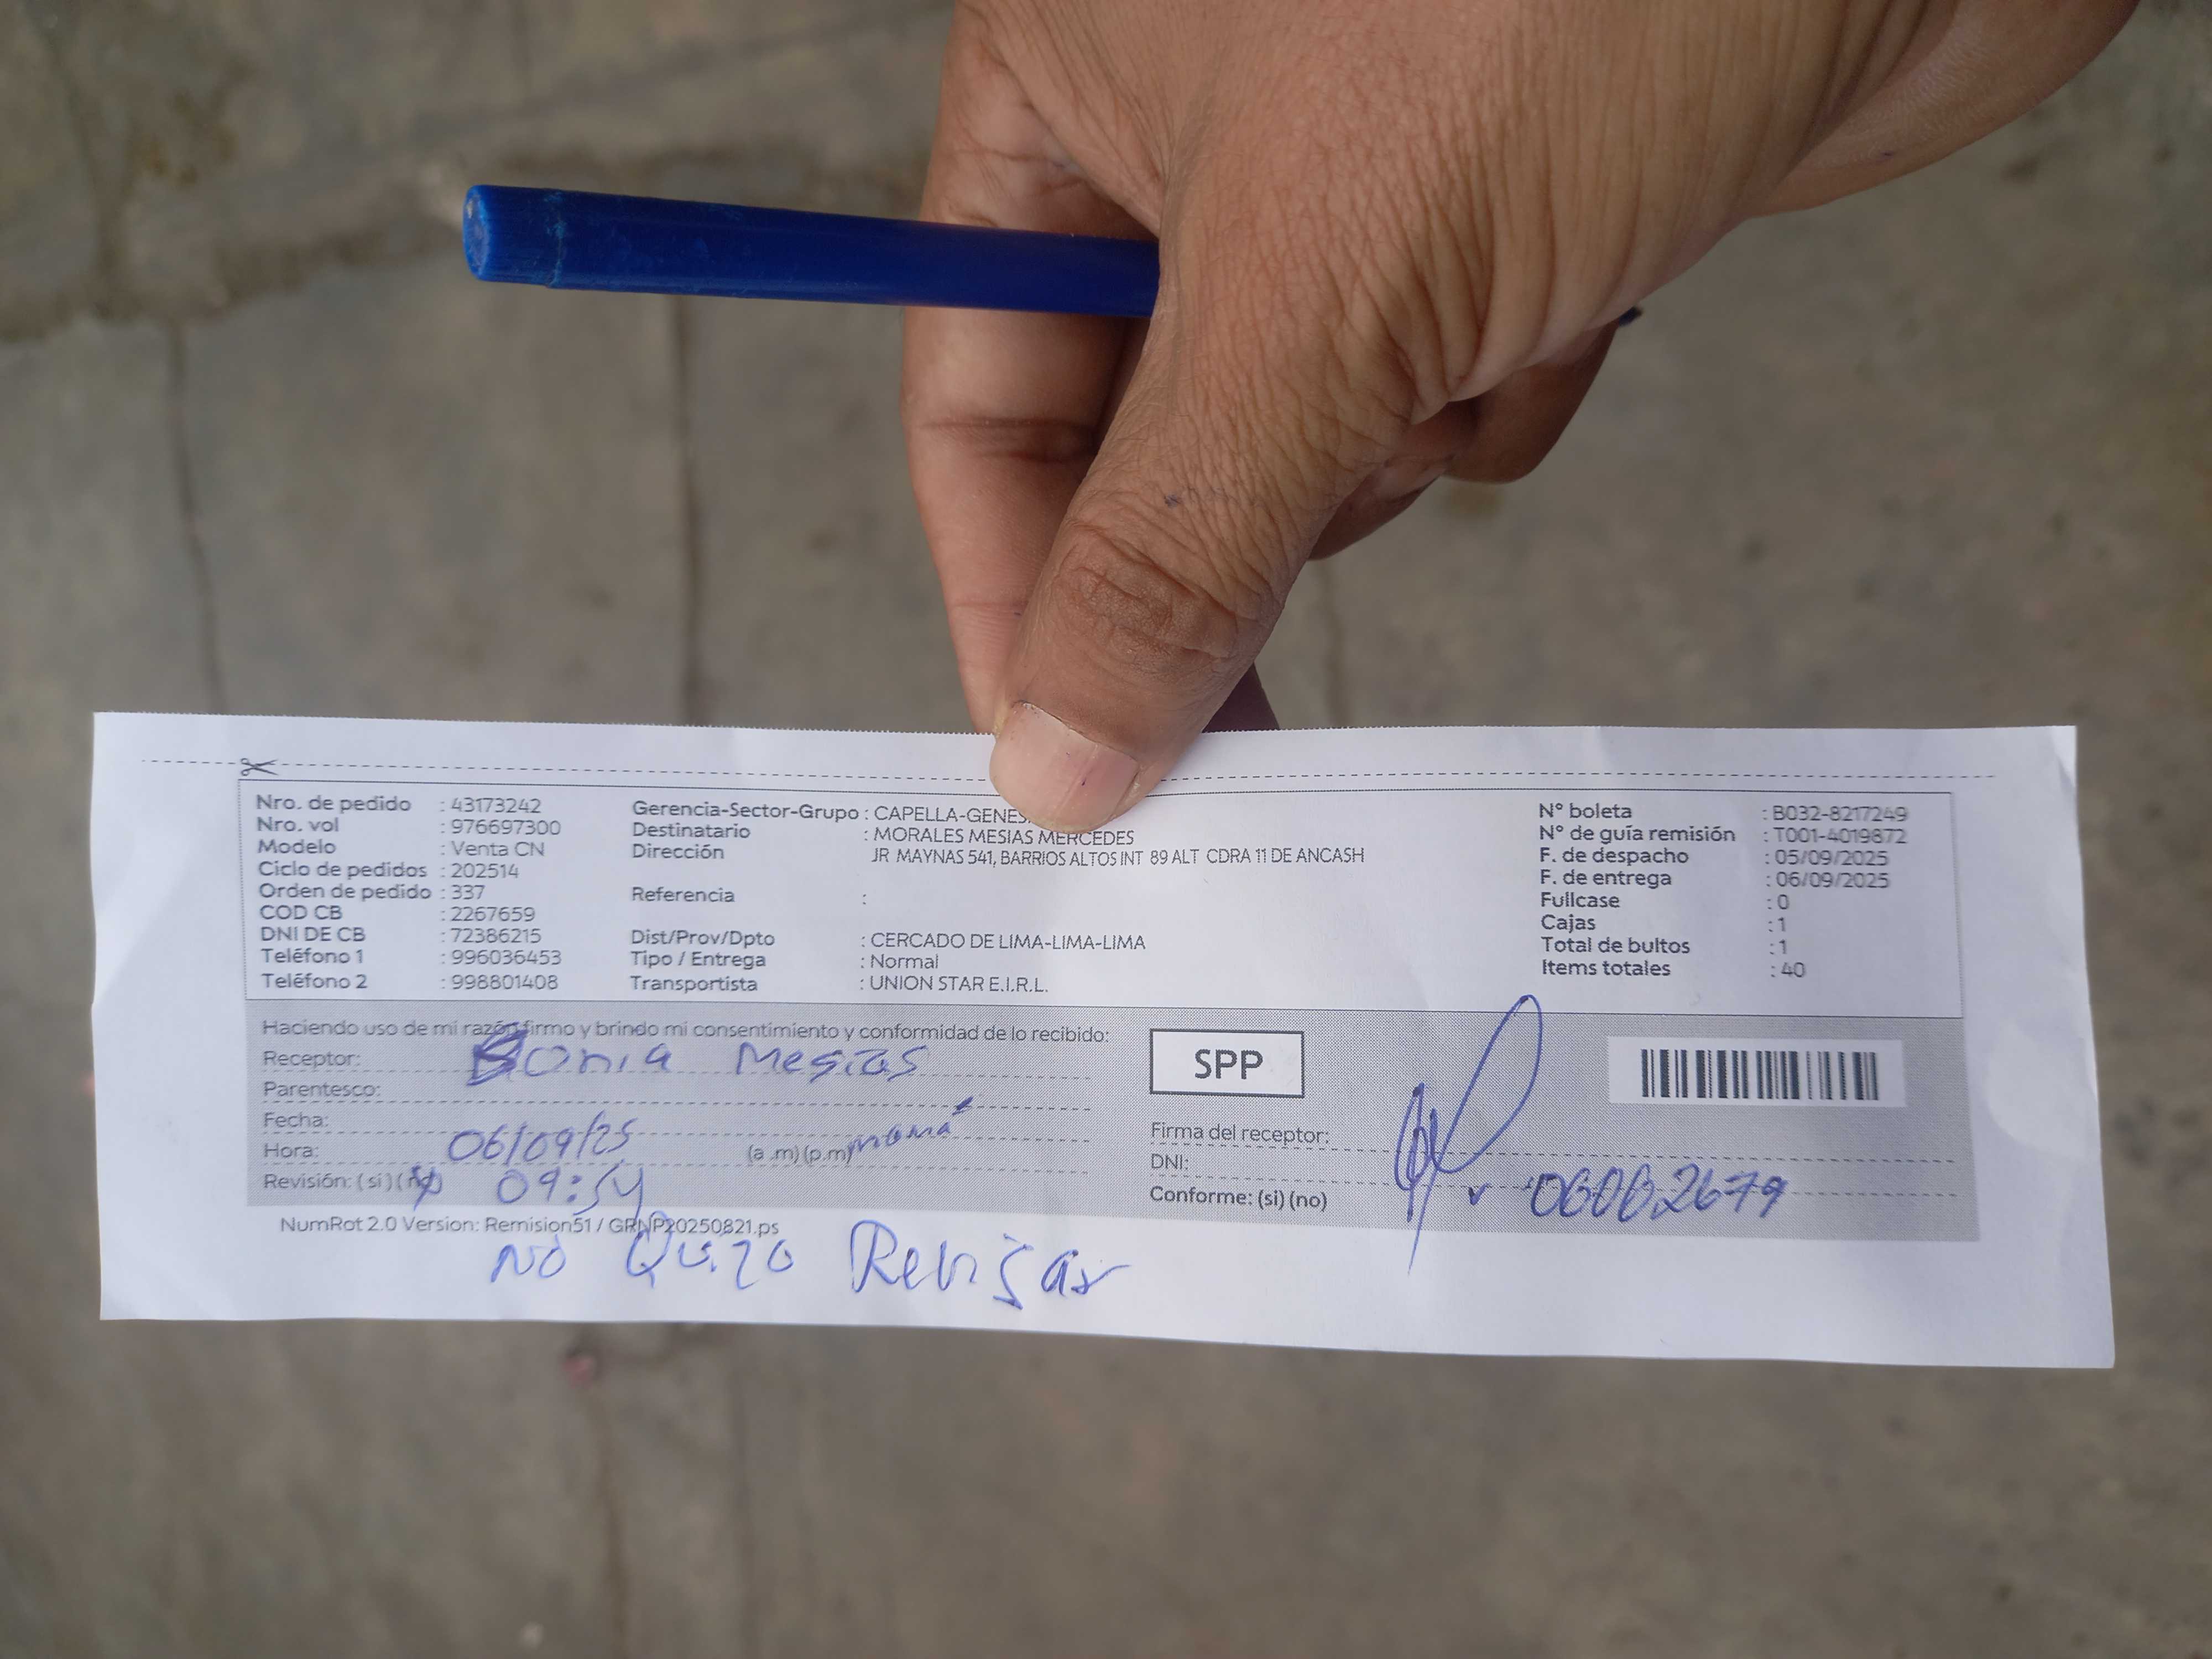 Nro. de pedido : 43173242
Nro. vol : 976697300
Modelo : Venta CN
Ciclo de pedidos : 202514
Orden de pedido : 337
COD CB : 2267659
DNI DE CB : 72386215
Teléfono 1 : 996036453
Teléfono 2 : 998801408
Gerencia-Sector-Grupo : CAPELLA-GENES
Destinatario : MORALES MESIAS MERCEDES
Dirección JR MAYNAS 541, BARRIOS ALTOS INT 89 ALT CDRA 11 DE ANCASH
Referencia :
Dist/Prov/Dpto : CERCADO DE LIMA-LIMA-LIMA
Tipo / Entrega : Normal
Transportista : UNION STAR E.I.R.L.
N° boleta : B032-8217249
N° de guía remisión : T001-4019872
F. de despacho : 05/09/2025
F. de entrega : 06/09/2025
Fullcase : 0
Cajas : 1
Total de bultos : 1
Items totales : 40
Haciendo uso de mi razón firmo y brindo mi consentimiento y conformidad de lo recibido:
Receptor: Sonia Mesias
Parentesco:
Fecha: 06/09/25
Hora: (a .m) (p.m) mamá
Revisión: (si) (no) 09:54
NumRot 2.0 Version: Remision51 / GRNP20250821.ps
No Quizo Revisar
SPP
Firma del receptor:
DNI:
Conforme: (si) (no)